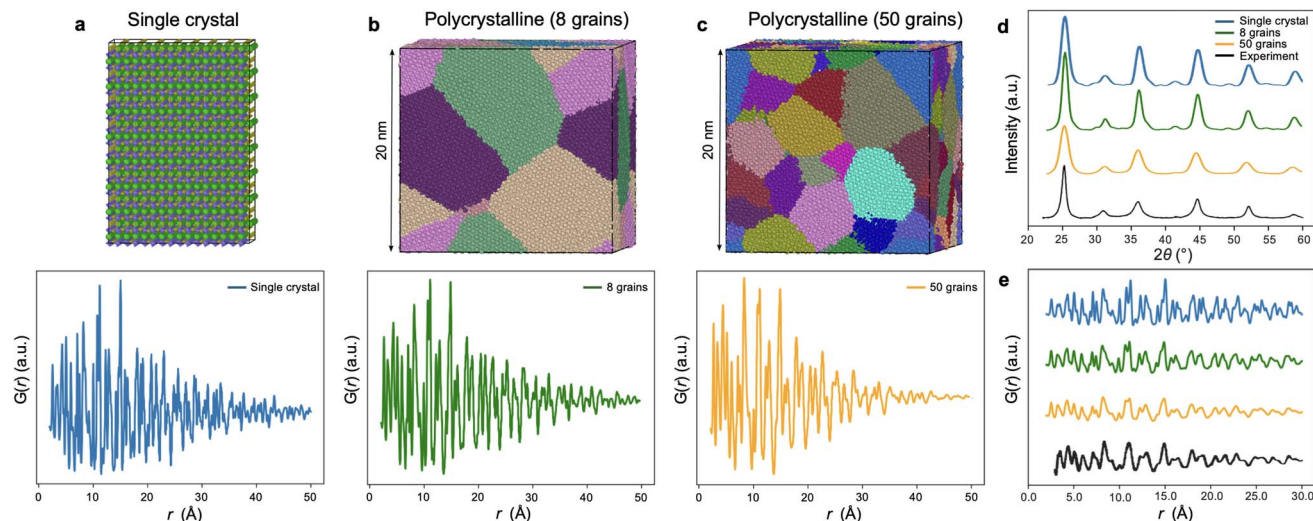 a Single crystal
b Polycrystalline (8 grains)
c Polycrystalline (50 grains)
20 nm
20 nm
d
Single crystal
8 grains
50 grains
Experiment
Intensity (a.u.)
20 25 30 35 40 45 50 55 60
2θ (°)
Single crystal
G(r) (a.u.)
0 10 20 30 40 50
r (Å)
8 grains
G(r) (a.u.)
0 10 20 30 40 50
r (Å)
50 grains
G(r) (a.u.)
0 10 20 30 40 50
r (Å)
e
G(r) (a.u.)
0 5.0 10.0 15.0 20.0 25.0 30.0
r (Å)